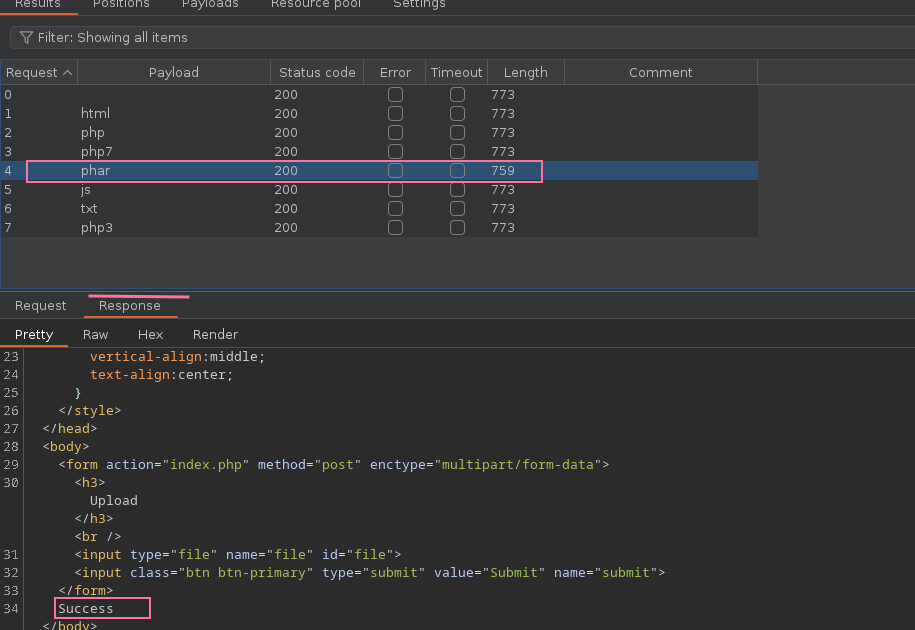 Results Positions Payloads Resource pool Settings
Filter: Showing all items
Request Payload Status code Error Timeout Length Comment
0 200 773
1 html 200 773
2 php 200 773
3 php7 200 773
4 phar 200 759
5 js 200 773
6 txt 200 773
7 php3 200 773
Request Response
Pretty Raw Hex Render
23 vertical-align:middle;
24 text-align:center;
25 }
26 </style>
27 </head>
28 <body>
29 <form action="index.php" method="post" enctype="multipart/form-data">
30 <h3>
Upload
</h3>
<br />
31 <input type="file" name="file" id="file">
32 <input class="btn btn-primary" type="submit" value="Submit" name="submit">
33 </form>
34 Success
</body>